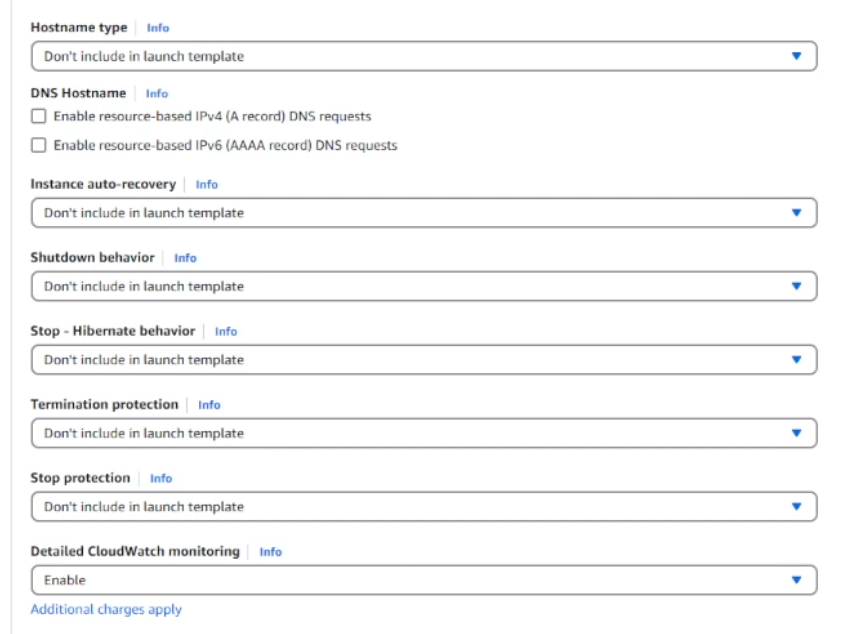 Hostname type Info
Don't include in launch template
DNS Hostname Info
Enable resource-based IPv4 (A record) DNS requests
Enable resource-based IPv6 (AAAA record) DNS requests
Instance auto-recovery Info
Don't include in launch template
Shutdown behavior Info
Don't include in launch template
Stop - Hibernate behavior Info
Don't include in launch template
Termination protection Info
Don't include in launch template
Stop protection Info
Don't include in launch template
Detailed CloudWatch monitoring Info
Enable
Additional charges apply